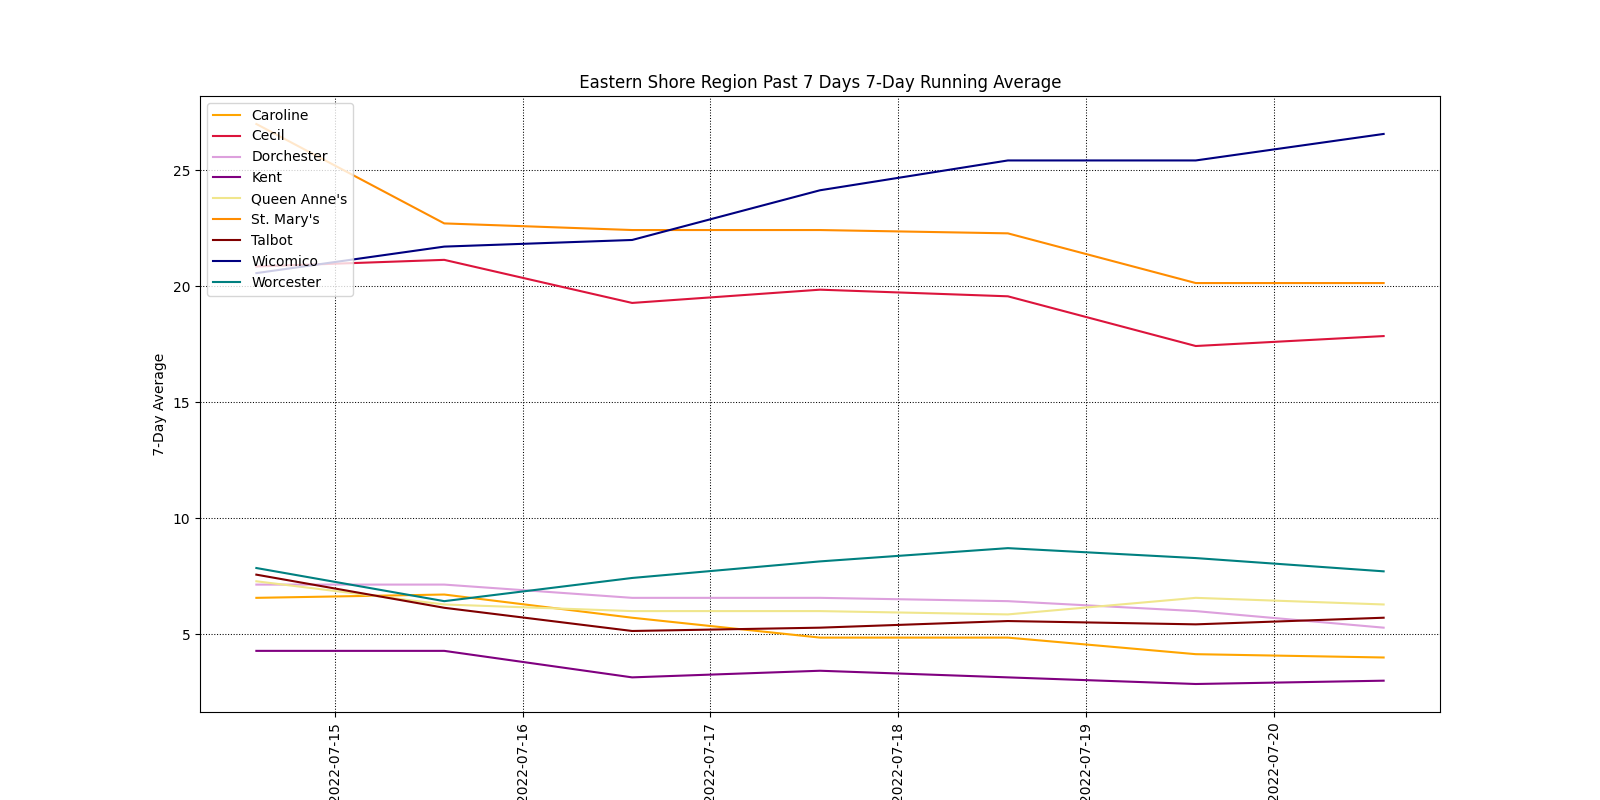 Eastern Shore Region Past 7 Days 7-Day Running Average
Caroline
Cecil
Dorchester
Kent
Queen Anne's
St. Mary's
Talbot
Wicomico
Worcester
7-Day Average
25
20
15
10
5
2022-07-15
2022-07-16
2022-07-17
2022-07-18
2022-07-19
2022-07-20